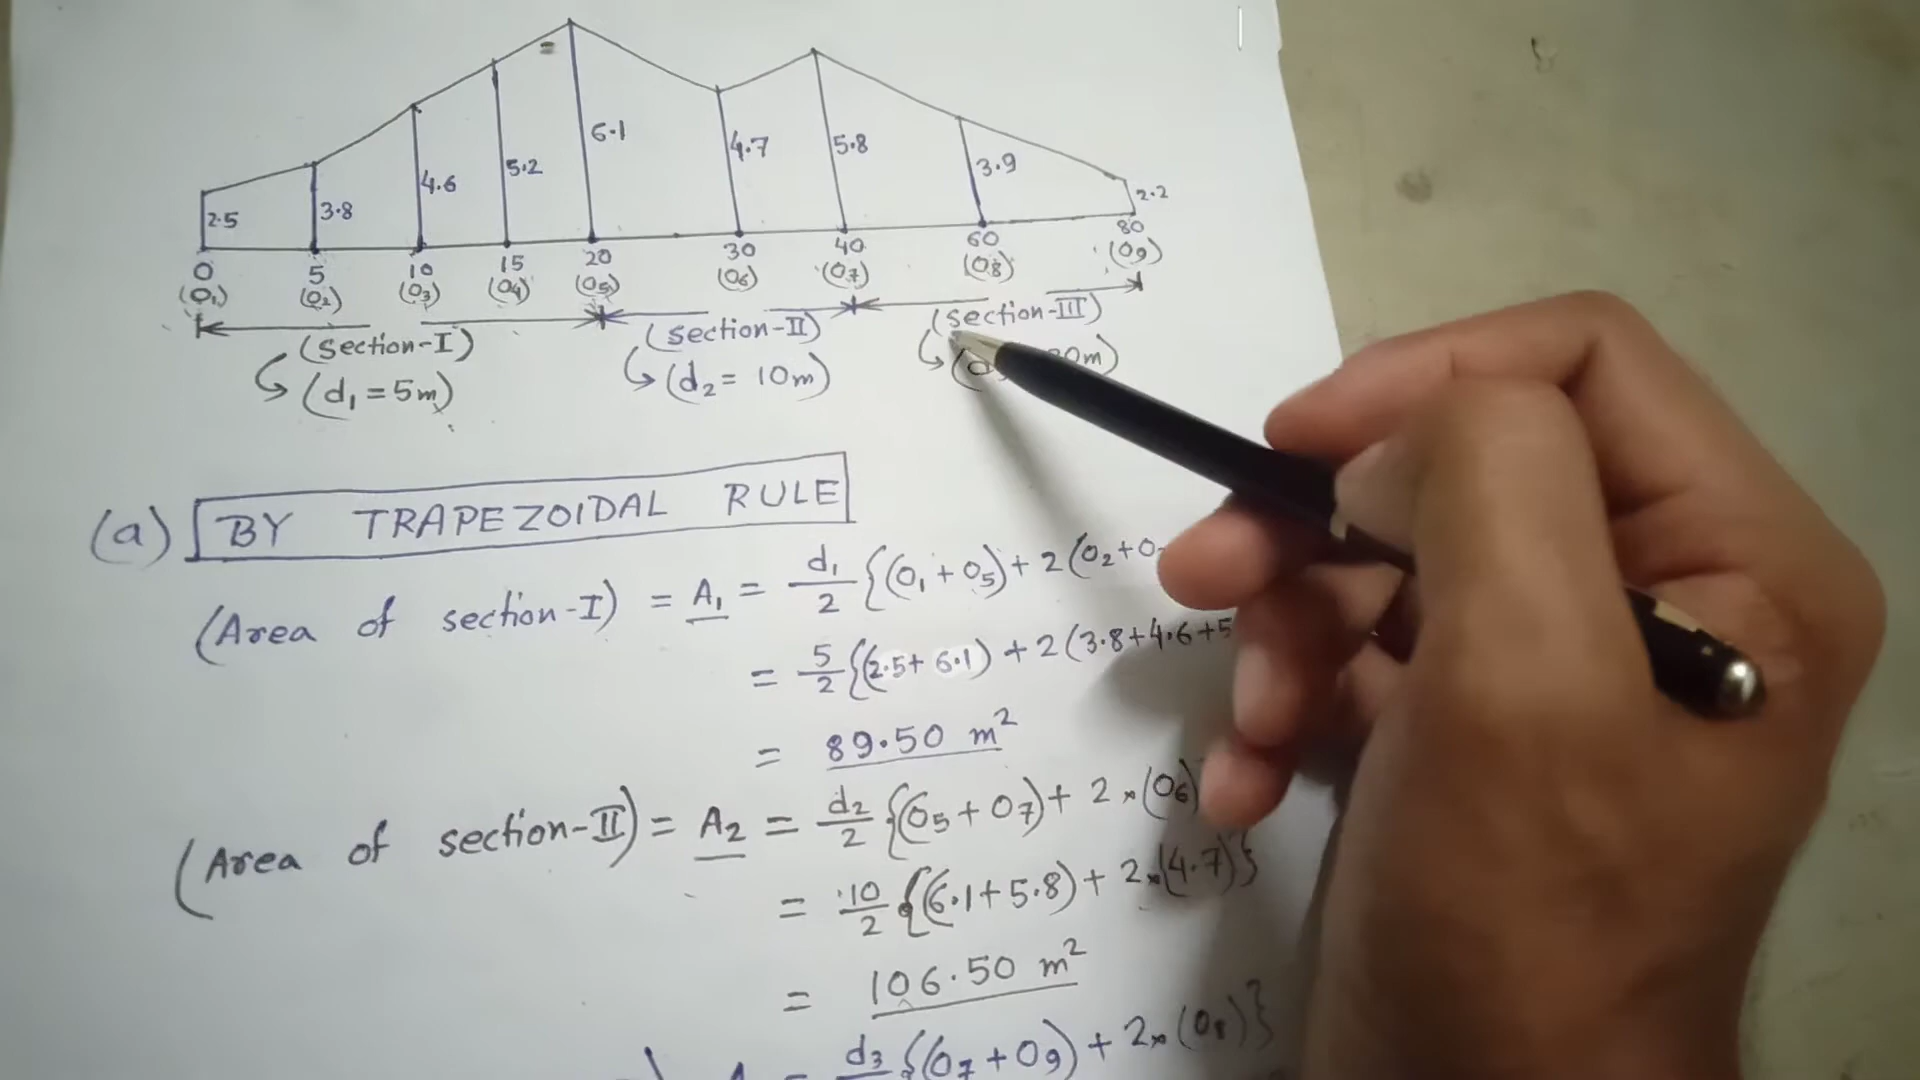 2.5 3.8 4.6 5.2 6.1 4.7 5.8 3.9 2.2
0 5 10 15 20 30 40 60 80
(O1) (O2) (O3) (O4) (O5) (O6) (O7) (O8) (O9)
(section-I) (section-II) (section-III)
(d1 = 5m) (d2 = 10m)
(a) BY TRAPEZOIDAL RULE
(Area of section-I) = A1 = d1/2 {(O1 + O5) + 2 (O2 + O
= 5/2 {(2.5 + 6.1) + 2 (3.8 + 4.6 + 5
= 89.50 m²
(Area of section-II) = A2 = d2/2 {(O5 + O7) + 2 × (O6)
= 10/2 {(6.1 + 5.8) + 2 × (4.7)}
= 106.50 m²
= d3 {(O7 + O9) + 2 × (O8)}